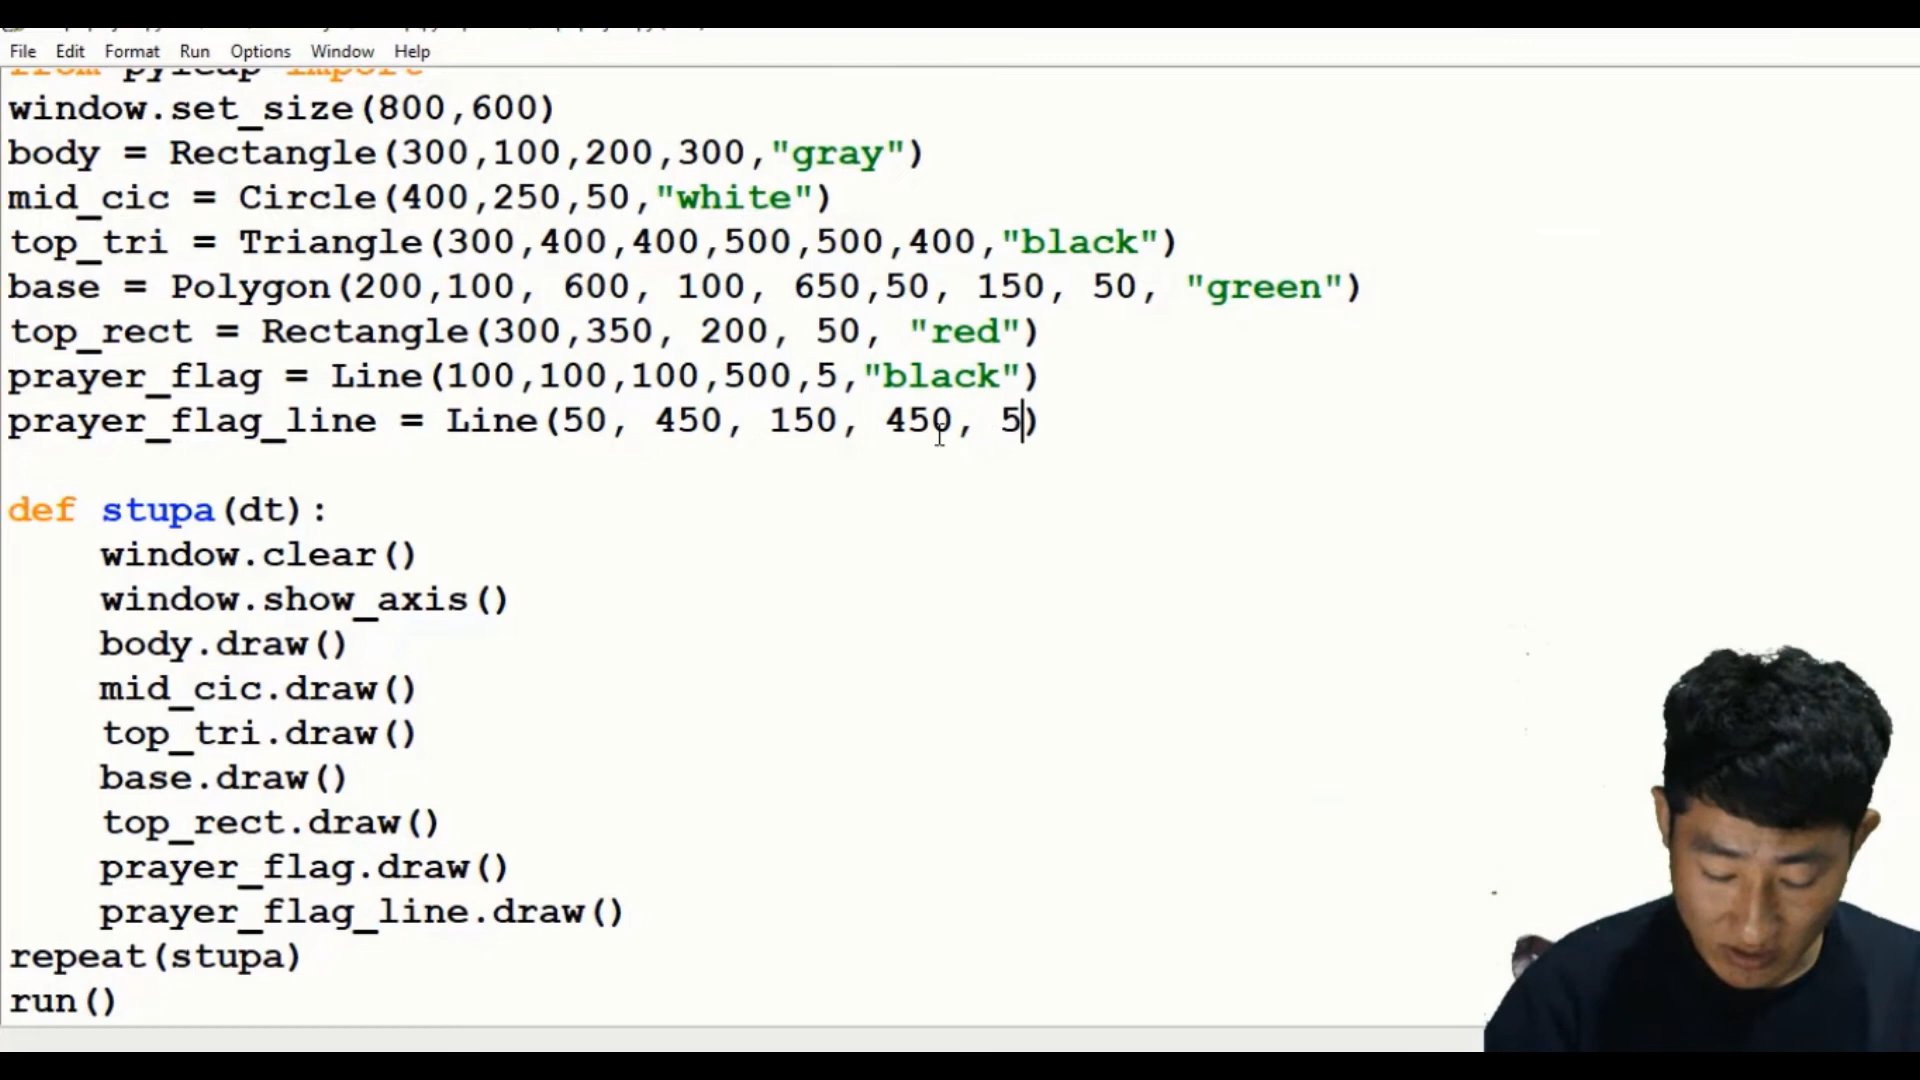 File Edit Format Run Options Window Help
import
window.set_size(800,600)
body = Rectangle(300,100,200,300,"gray")
mid_cic = Circle(400,250,50,"white")
top_tri = Triangle(300,400,400,500,500,400,"black")
base = Polygon(200,100, 600, 100, 650,50, 150, 50, "green")
top_rect = Rectangle(300,350, 200, 50, "red")
prayer_flag = Line(100,100,100,500,5,"black")
prayer_flag_line = Line(50, 450, 150, 450, 5)
def stupa(dt):
window.clear()
window.show_axis()
body.draw()
mid_cic.draw()
top_tri.draw()
base.draw()
top_rect.draw()
prayer_flag.draw()
prayer_flag_line.draw()
repeat(stupa)
run()